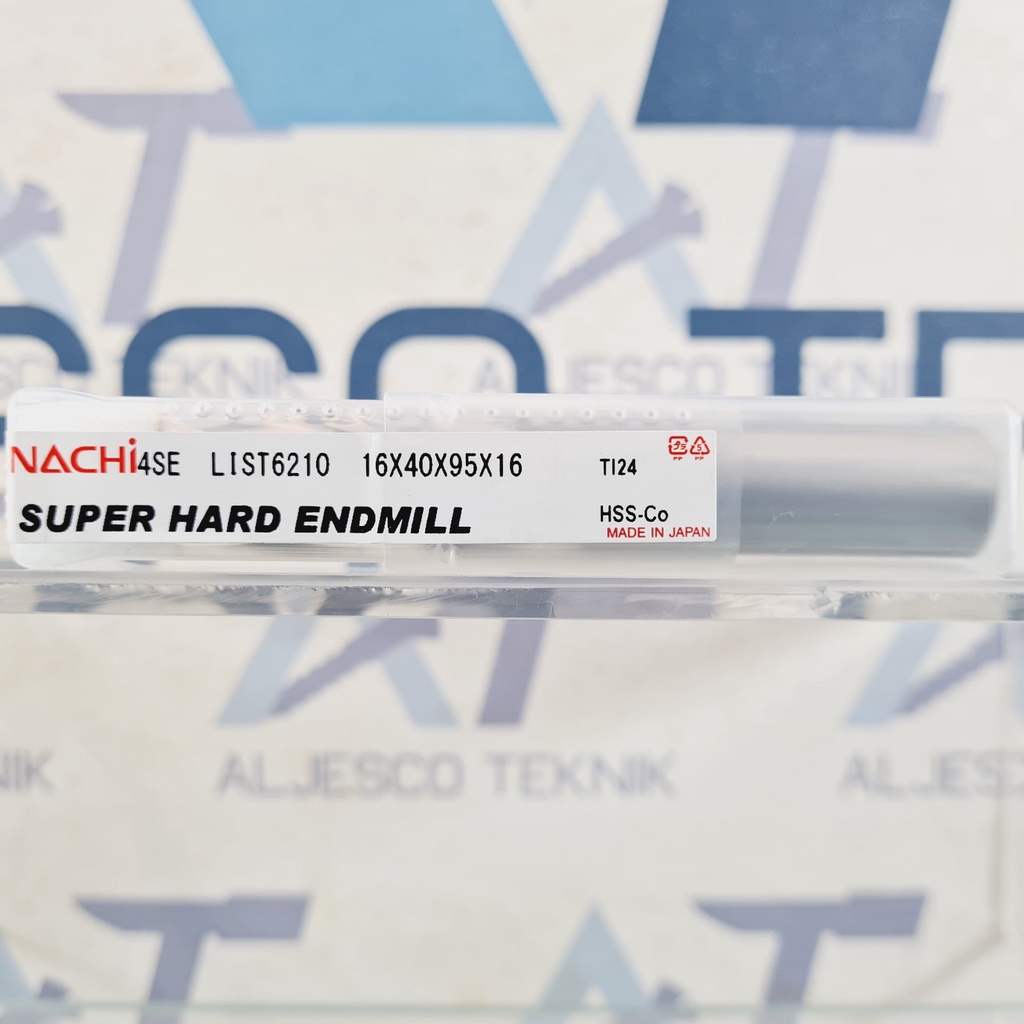 ALJESCO TEKNIK
NACHi 4SE LIST6210 16X40X95X16 TI24
SUPER HARD ENDMILL HSS-Co
MADE IN JAPAN
ALJESCO TEKNIK